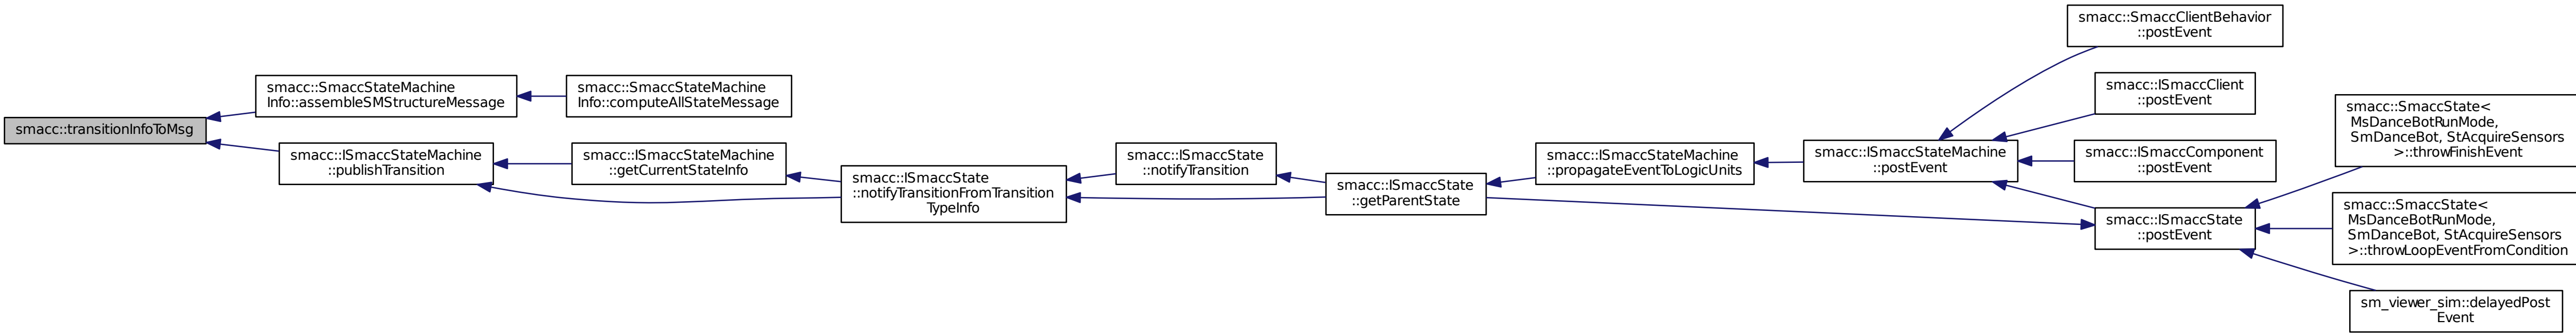 smacc::transitionInfoToMsg
smacc::SmaccStateMachine
Info::assembleSMStructureMessage
smacc::SmaccStateMachine
Info::computeAllStateMessage
smacc::ISmaccStateMachine
::publishTransition
smacc::ISmaccStateMachine
::getCurrentStateInfo
smacc::ISmaccState
::notifyTransitionFromTransition
TypeInfo
smacc::ISmaccState
::notifyTransition
smacc::ISmaccState
::getParentState
smacc::ISmaccStateMachine
::propagateEventToLogicUnits
smacc::ISmaccStateMachine
::postEvent
smacc::SmaccClientBehavior
::postEvent
smacc::ISmaccClient
::postEvent
smacc::ISmaccComponent
::postEvent
smacc::ISmaccState
::postEvent
smacc::SmaccState<
MsDanceBotRunMode,
SmDanceBot, StAcquireSensors
>::throwFinishEvent
smacc::SmaccState<
MsDanceBotRunMode,
SmDanceBot, StAcquireSensors
>::throwLoopEventFromCondition
sm_viewer_sim::delayedPost
Event